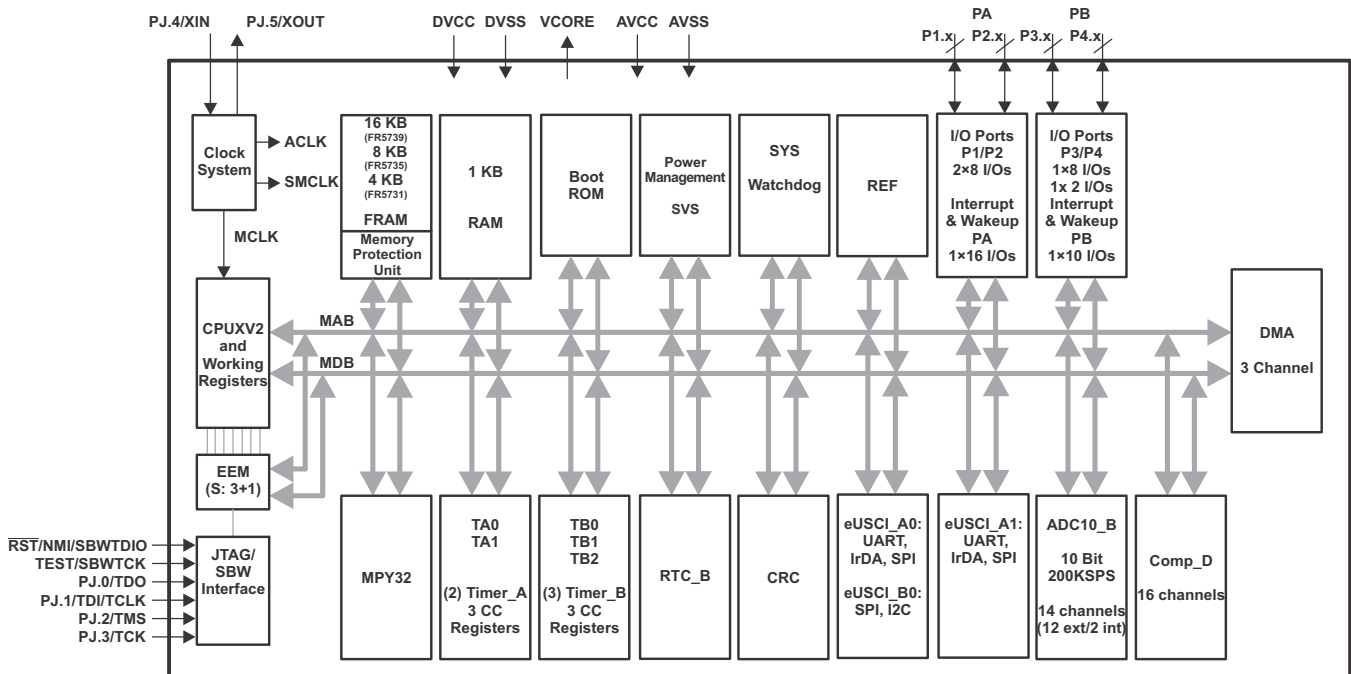 PJ.4/XIN
PJ.5/XOUT
DVCC
DVSS
VCORE
AVCC
AVSS
PA
PB
P1.x
P2.x
P3.x
P4.x
Clock
System
ACLK
SMCLK
MCLK
16 KB
(FR5739)
8 KB
(FR5735)
4 KB
(FR5731)
FRAM
Memory
Protection
Unit
1 KB
RAM
Boot
ROM
Power
Management
SVS
SYS
Watchdog
REF
I/O Ports
P1/P2
2×8 I/Os
Interrupt
& Wakeup
PA
1×16 I/Os
I/O Ports
P3/P4
1×8 I/Os
1x 2 I/Os
Interrupt
& Wakeup
PB
1×10 I/Os
CPUXV2
and
Working
Registers
MAB
MDB
DMA
3 Channel
EEM
(S: 3+1)
RST/NMI/SBWTDIO
TEST/SBWTCK
PJ.0/TDO
PJ.1/TDI/TCLK
PJ.2/TMS
PJ.3/TCK
JTAG/
SBW
Interface
MPY32
TA0
TA1
(2) Timer_A
3 CC
Registers
TB0
TB1
TB2
(3) Timer_B
3 CC
Registers
RTC_B
CRC
eUSCI_A0:
UART,
IrDA, SPI
eUSCI_B0:
SPI, I2C
eUSCI_A1:
UART,
IrDA, SPI
ADC10_B
10 Bit
200KSPS
14 channels
(12 ext/2 int)
Comp_D
16 channels